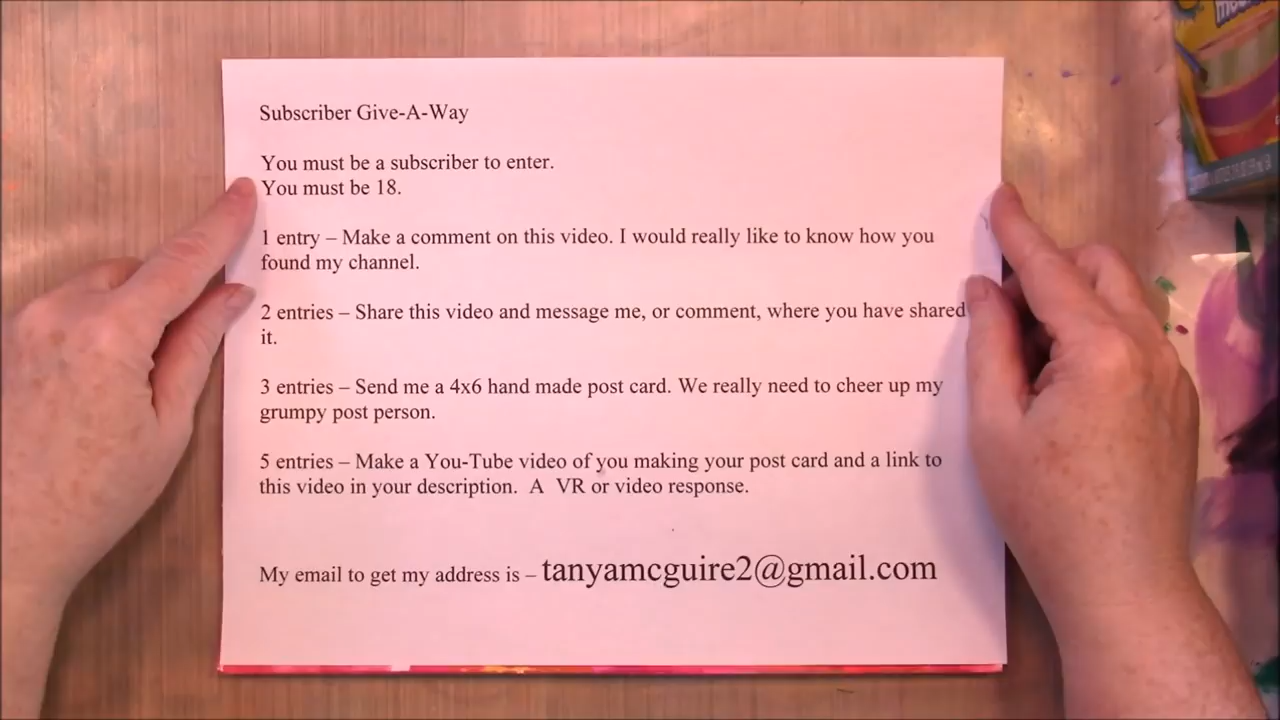 Subscriber Give-A-Way
You must be a subscriber to enter.
You must be 18.
1 entry – Make a comment on this video. I would really like to know how you
found my channel.
2 entries – Share this video and message me, or comment, where you have shared
it.
3 entries – Send me a 4x6 hand made post card. We really need to cheer up my
grumpy post person.
5 entries – Make a You-Tube video of you making your post card and a link to
this video in your description.  A  VR or video response.
My email to get my address is – tanyamcguire2@gmail.com